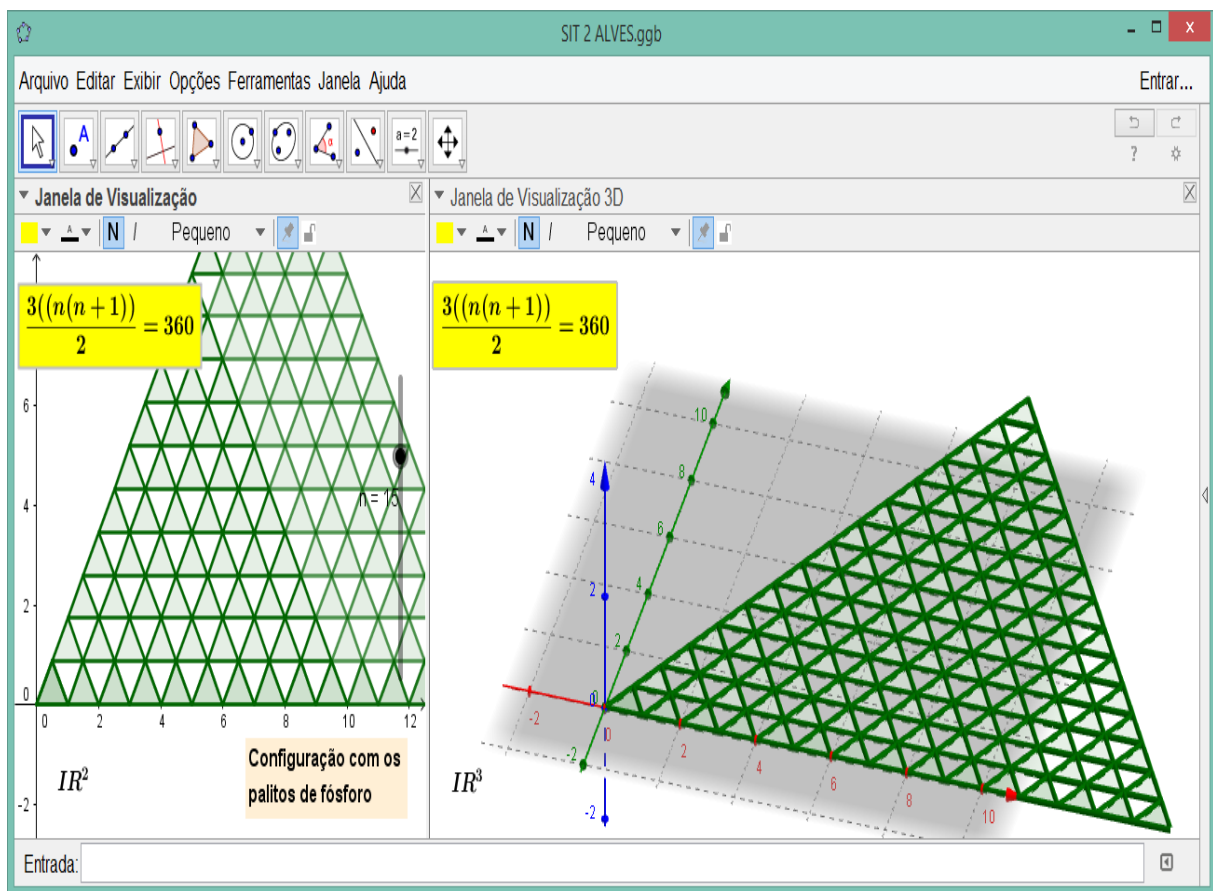 SIT 2 ALVES.ggb
Arquivo Editar Exibir Opções Ferramentas Janela Ajuda
Entrar...
A
α
a=2
?
Janela de Visualização
A N I Pequeno
3((n(n + 1))
2
= 360
6
4
2
0
-2
0 2 4 6 8 10 12
n = 15
IR²
Configuração com os
palitos de fósforo
Janela de Visualização 3D
A N I Pequeno
3((n(n + 1))
2
= 360
10
8
6
4
2
0
-2
4
2
0
-2
-2 0 2 4 6 8 10
IR³
Entrada: